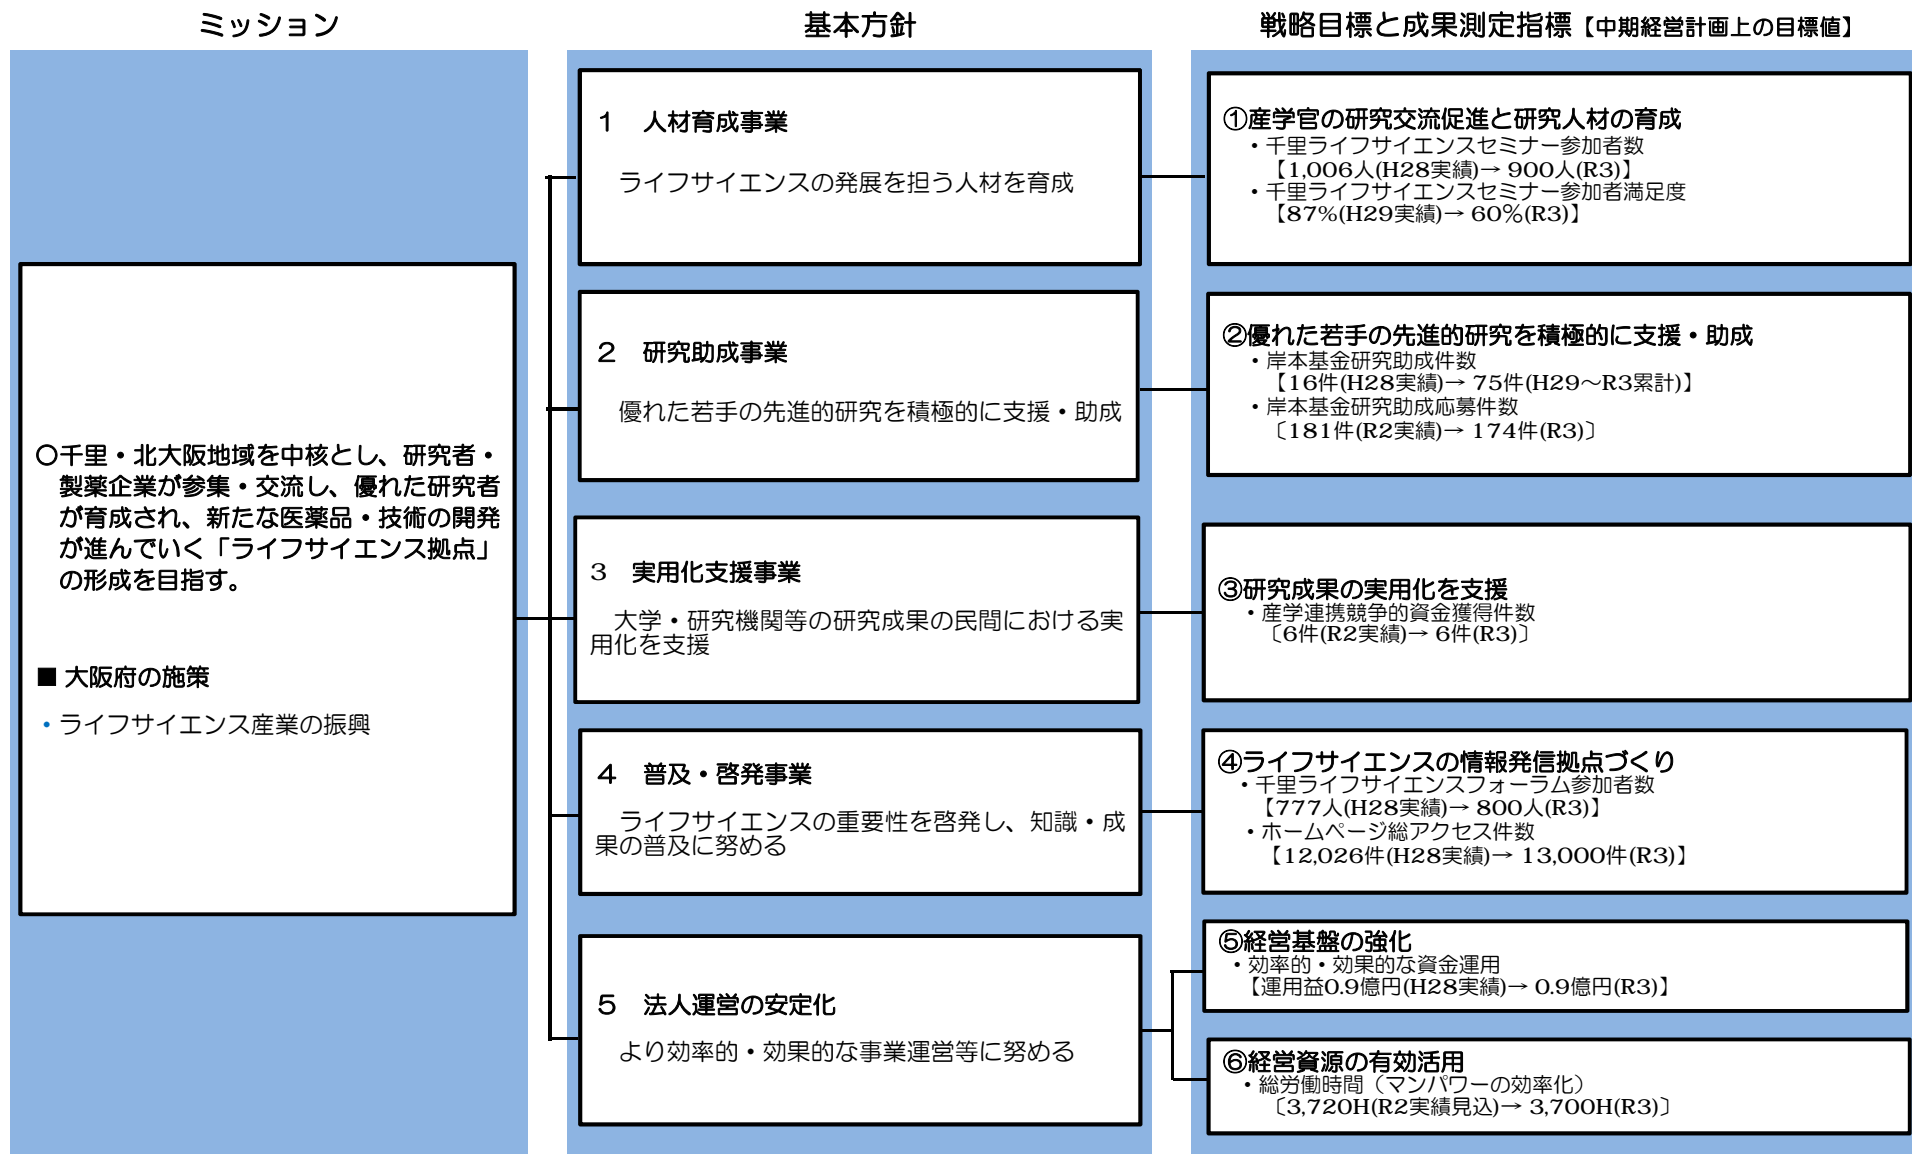 ミッション
○千里・北大阪地域を中核とし、研究者・
製薬企業が参集・交流し、優れた研究者
が育成され、新たな医薬品・技術の開発
が進んでいく「ライフサイエンス拠点」
の形成を目指す。
■ 大阪府の施策
・ライフサイエンス産業の振興
基本方針
1 人材育成事業
ライフサイエンスの発展を担う人材を育成
2 研究助成事業
優れた若手の先進的研究を積極的に支援・助成
3 実用化支援事業
大学・研究機関等の研究成果の民間における実
用化を支援
4 普及・啓発事業
ライフサイエンスの重要性を啓発し、知識・成
果の普及に努める
5 法人運営の安定化
より効率的・効果的な事業運営等に努める
戦略目標と成果測定指標【中期経営計画上の目標値】
①産学官の研究交流促進と研究人材の育成
・千里ライフサイエンスセミナー参加者数
【1,006人(H28実績)→ 900人(R3)】
・千里ライフサイエンスセミナー参加者満足度
【87%(H29実績)→ 60%(R3)】
②優れた若手の先進的研究を積極的に支援・助成
・岸本基金研究助成件数
【16件(H28実績)→ 75件(H29～R3累計)】
・岸本基金研究助成応募件数
〔181件(R2実績)→ 174件(R3)〕
③研究成果の実用化を支援
・産学連携競争的資金獲得件数
〔6件(R2実績)→ 6件(R3)〕
④ライフサイエンスの情報発信拠点づくり
・千里ライフサイエンスフォーラム参加者数
【777人(H28実績)→ 800人(R3)】
・ホームページ総アクセス件数
【12,026件(H28実績)→ 13,000件(R3)】
⑤経営基盤の強化
・効率的・効果的な資金運用
【運用益0.9億円(H28実績)→ 0.9億円(R3)】
⑥経営資源の有効活用
・総労働時間（マンパワーの効率化）
〔3,720H(R2実績見込)→ 3,700H(R3)〕